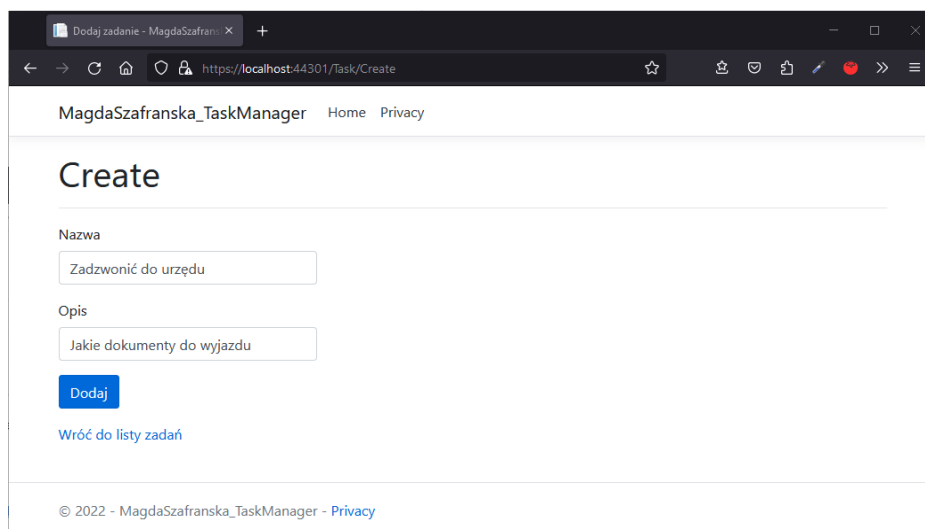 Dodaj zadanie - MagdaSzafrans
https://localhost:44301/Task/Create
MagdaSzafranska_TaskManager Home Privacy
Create
Nazwa
Zadzwonić do urzędu
Opis
Jakie dokumenty do wyjazdu
Dodaj
Wróć do listy zadań
© 2022 - MagdaSzafranska_TaskManager - Privacy